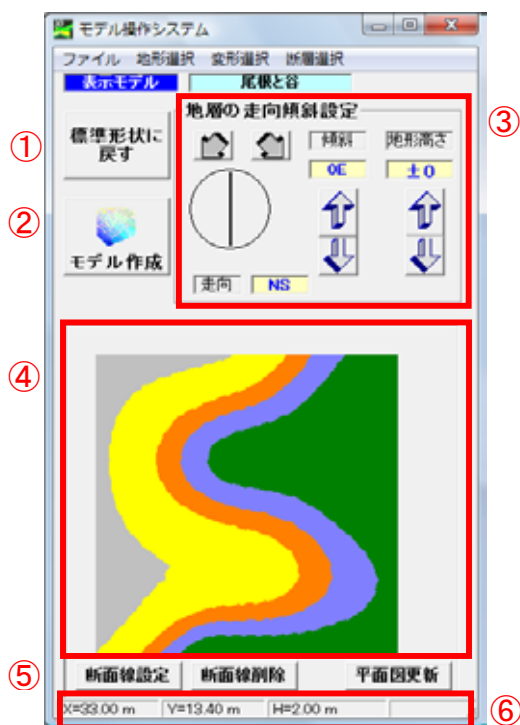 モデル操作システム
ファイル 地形選択 変形選択 断層選択
表示モデル 尾根と谷
① 標準形状に
戻す
② モデル作成
地層の走向傾斜設定 ③
傾斜 地形高さ
0E ±0
走向 NS
④
⑤ 断面線設定 断面線削除 平面図更新
X=33.00 m Y=13.40 m H=2.00 m ⑥